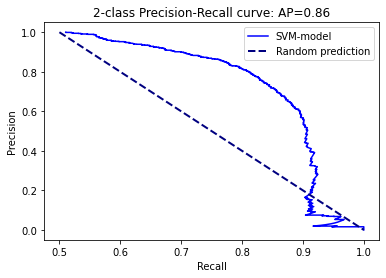 2-class Precision-Recall curve: AP=0.86
SVM-model
Random prediction
Precision
1.0
0.8
0.6
0.4
0.2
0.0
0.5
0.6
0.7
0.8
0.9
1.0
Recall